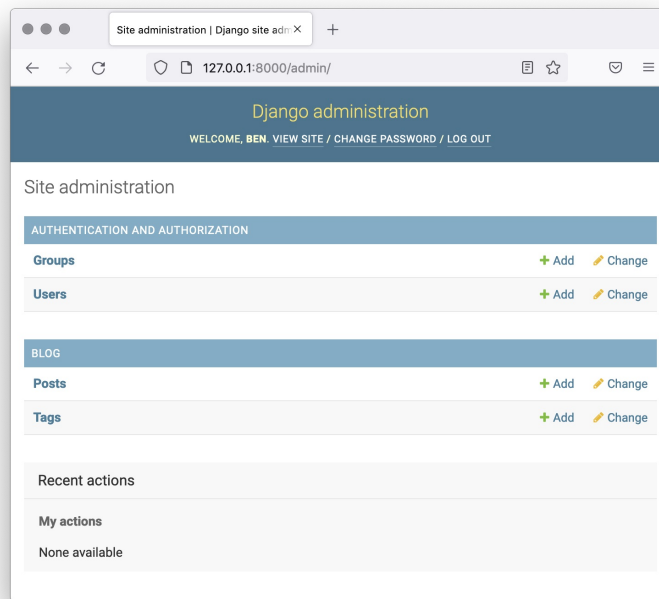 Site administration | Django site adm
127.0.0.1:8000/admin/
Django administration
WELCOME, BEN. VIEW SITE / CHANGE PASSWORD / LOG OUT
Site administration
AUTHENTICATION AND AUTHORIZATION
Groups Add Change
Users Add Change
BLOG
Posts Add Change
Tags Add Change
Recent actions
My actions
None available